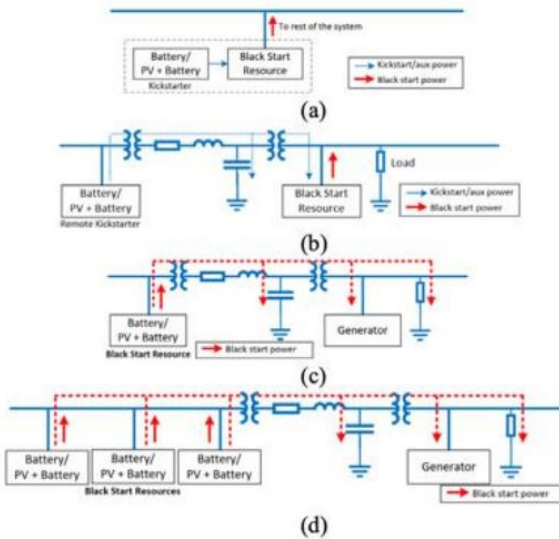 To rest of the system
Battery/
PV + Battery
Black Start
Resource
Kickstarter
Kickstart/aux power
Black start power
(a)
Load
Battery/
PV + Battery
Remote Kickstarter
Black Start
Resource
Kickstart/aux power
Black start power
(b)
Battery/
PV + Battery
Black Start Resource
Black start power
Generator
(c)
Battery/
PV + Battery
Battery/
PV + Battery
Battery/
PV + Battery
Black Start Resources
Generator
Black start power
(d)